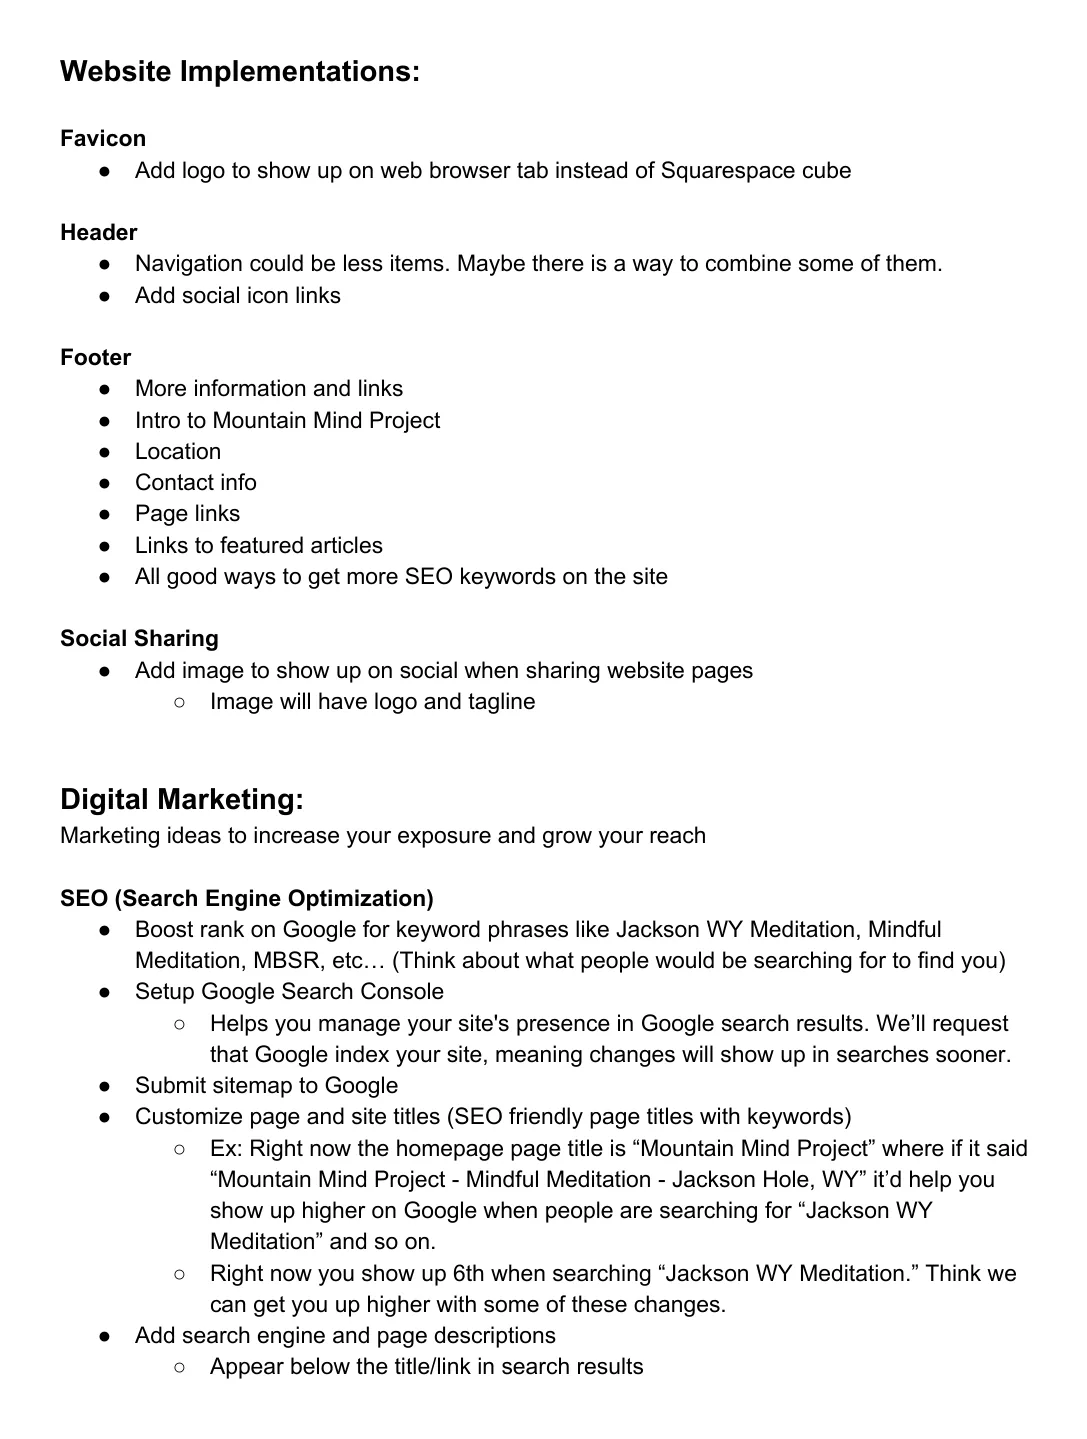 Website Implementations:
Favicon
● Add logo to show up on web browser tab instead of Squarespace cube
Header
● Navigation could be less items. Maybe there is a way to combine some of them.
● Add social icon links
Footer
● More information and links
● Intro to Mountain Mind Project
● Location
● Contact info
● Page links
● Links to featured articles
● All good ways to get more SEO keywords on the site
Social Sharing
● Add image to show up on social when sharing website pages
○ Image will have logo and tagline
Digital Marketing:
Marketing ideas to increase your exposure and grow your reach
SEO (Search Engine Optimization)
● Boost rank on Google for keyword phrases like Jackson WY Meditation, Mindful
Meditation, MBSR, etc… (Think about what people would be searching for to find you)
● Setup Google Search Console
○ Helps you manage your site's presence in Google search results. We’ll request
that Google index your site, meaning changes will show up in searches sooner.
● Submit sitemap to Google
● Customize page and site titles (SEO friendly page titles with keywords)
○ Ex: Right now the homepage page title is “Mountain Mind Project” where if it said
“Mountain Mind Project - Mindful Meditation - Jackson Hole, WY” it’d help you
show up higher on Google when people are searching for “Jackson WY
Meditation” and so on.
○ Right now you show up 6th when searching “Jackson WY Meditation.” Think we
can get you up higher with some of these changes.
● Add search engine and page descriptions
○ Appear below the title/link in search results